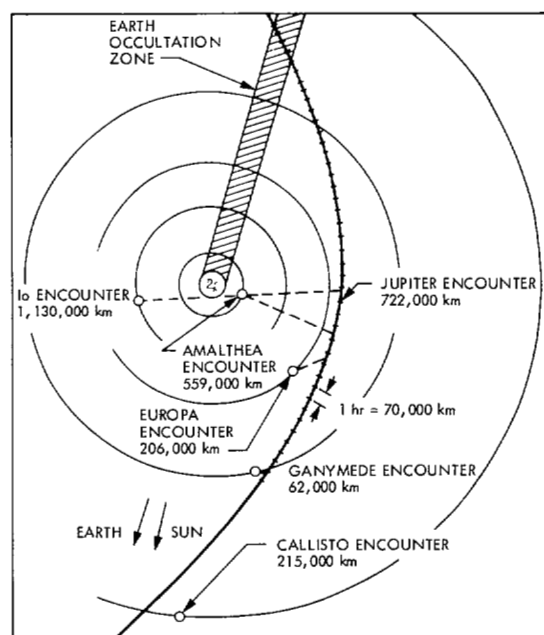 EARTH
OCCULTATION
ZONE
Io ENCOUNTER
1,130,000 km
JUPITER ENCOUNTER
722,000 km
AMALTHEA
ENCOUNTER
559,000 km
EUROPA
ENCOUNTER
206,000 km
1 hr = 70,000 km
GANYMEDE ENCOUNTER
62,000 km
EARTH
SUN
CALLISTO ENCOUNTER
215,000 km